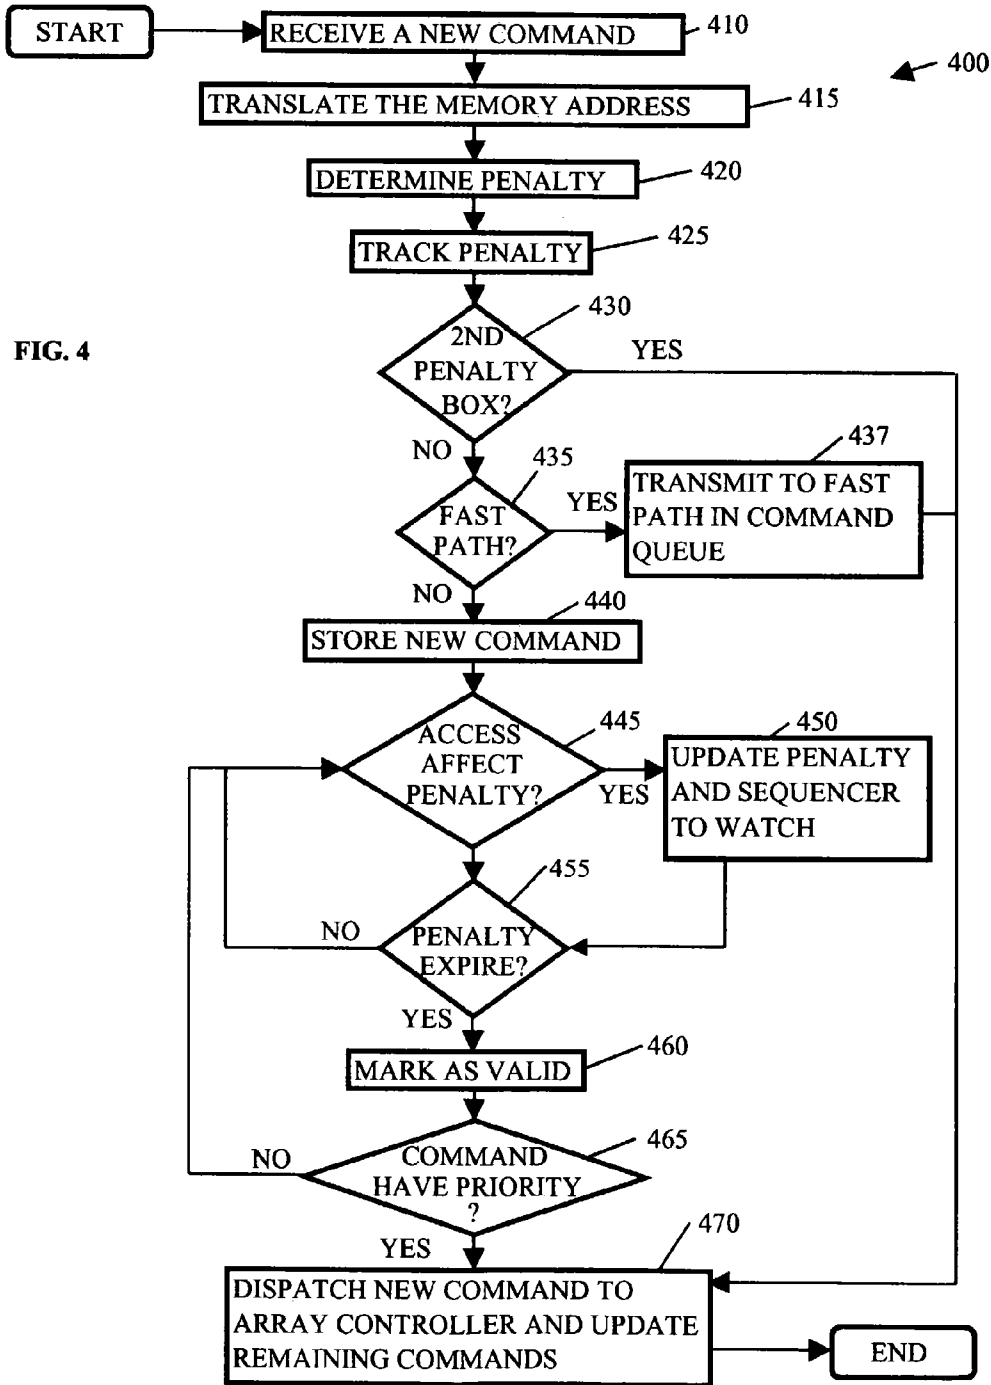 START
RECEIVE A NEW COMMAND
410
400
TRANSLATE THE MEMORY ADDRESS
415
DETERMINE PENALTY
420
TRACK PENALTY
425
430
FIG. 4
2ND
PENALTY
BOX?
YES
NO
435
437
FAST
PATH?
YES
TRANSMIT TO FAST
PATH IN COMMAND
QUEUE
NO
440
STORE NEW COMMAND
445
450
ACCESS
AFFECT
PENALTY?
YES
UPDATE PENALTY
AND SEQUENCER
TO WATCH
455
NO
PENALTY
EXPIRE?
YES
460
MARK AS VALID
465
NO
COMMAND
HAVE PRIORITY
?
YES
470
DISPATCH NEW COMMAND TO
ARRAY CONTROLLER AND UPDATE
REMAINING COMMANDS
END